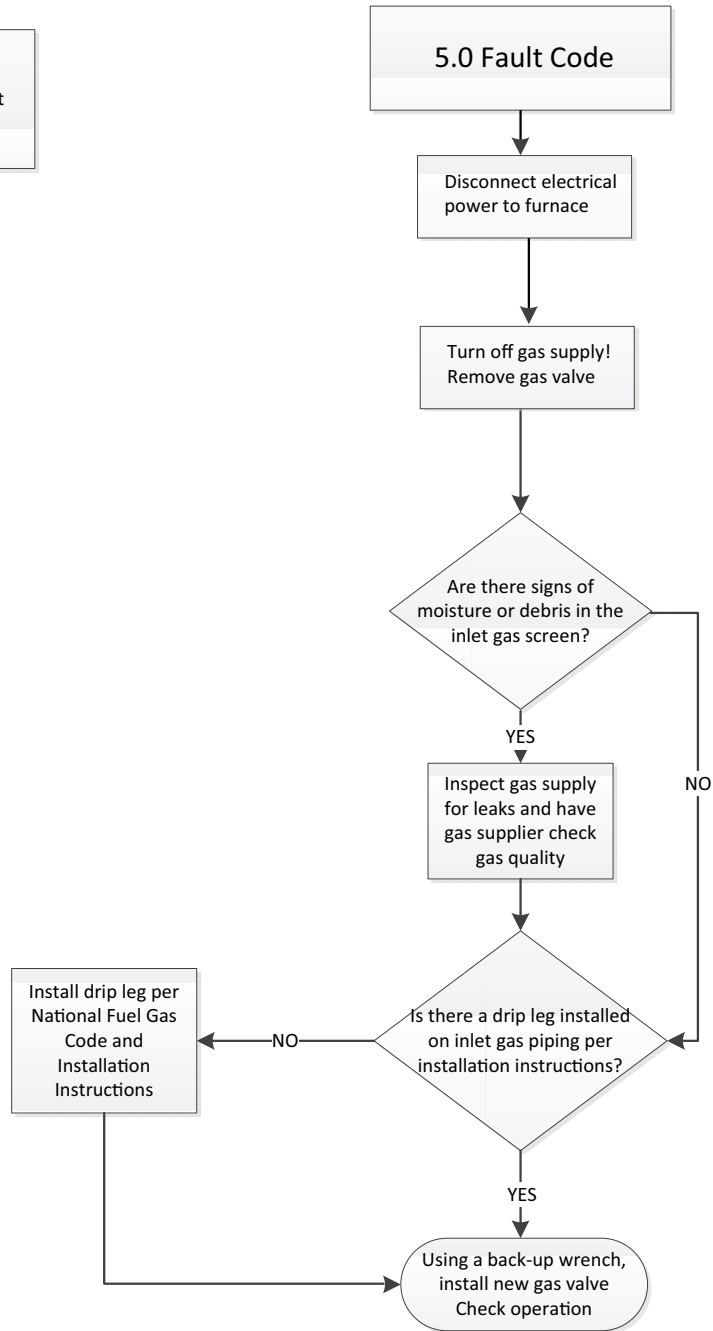 5.0 Fault Code
t
Disconnect electrical
power to furnace
Turn off gas supply!
Remove gas valve
Are there signs of
moisture or debris in the
inlet gas screen?
YES
NO
Inspect gas supply
for leaks and have
gas supplier check
gas quality
Is there a drip leg installed
on inlet gas piping per
installation instructions?
NO
Install drip leg per
National Fuel Gas
Code and
Installation
Instructions
YES
Using a back-up wrench,
install new gas valve
Check operation